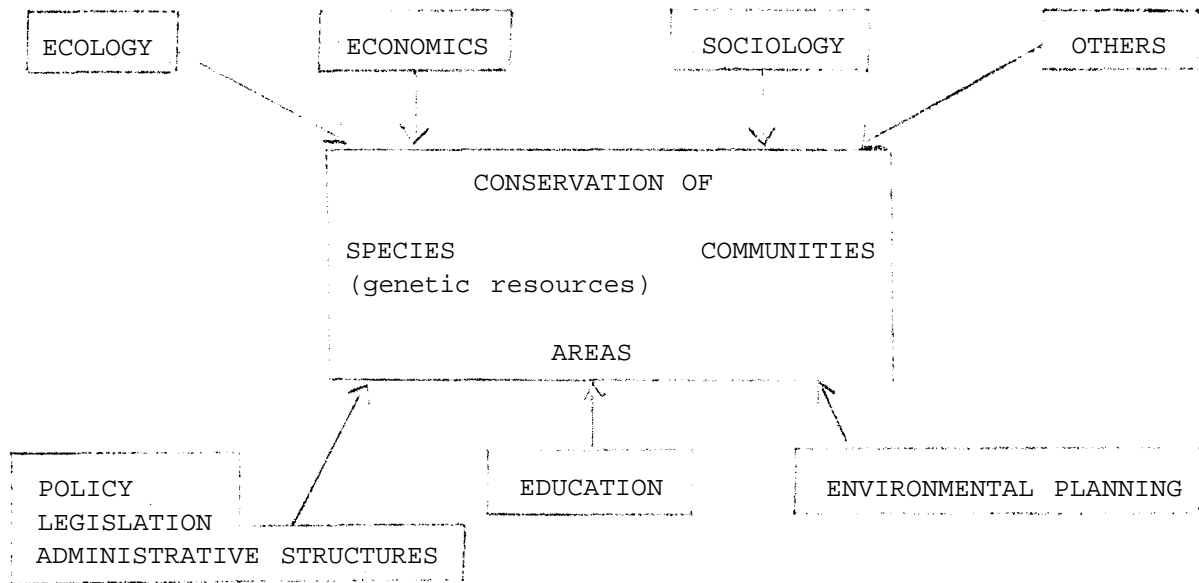 ECOLOGY
ECONOMICS
SOCIOLOGY
OTHERS
CONSERVATION OF
SPECIES COMMUNITIES
(genetic resources)
AREAS
POLICY
LEGISLATION
ADMINISTRATIVE STRUCTURES
EDUCATION
ENVIRONMENTAL PLANNING